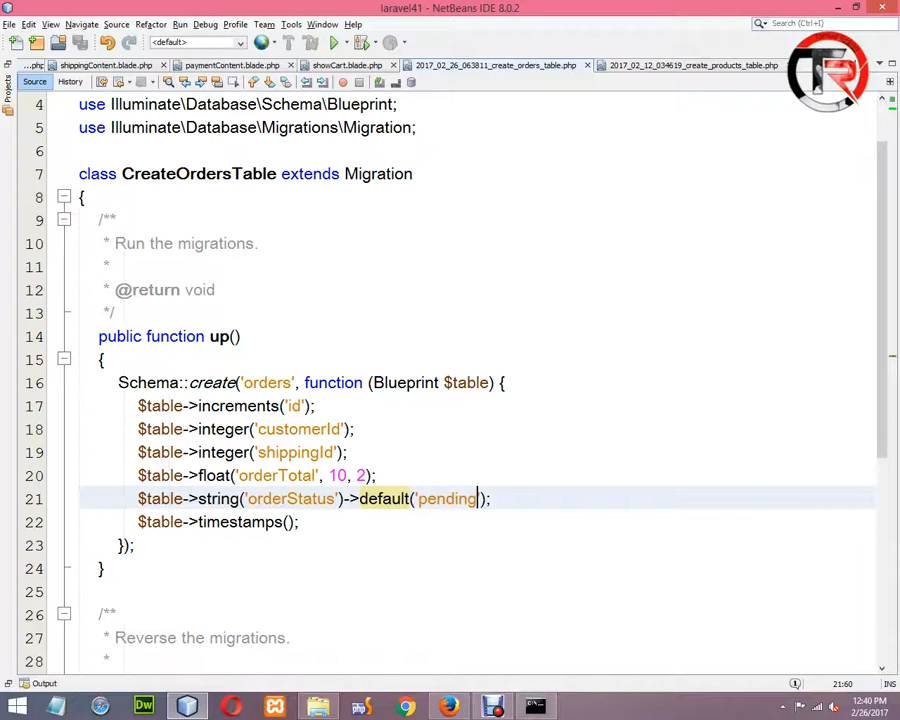 laravel41 - NetBeans IDE 8.0.2
File Edit View Navigate Source Refactor Run Debug Profile Team Tools Window Help
Search (Ctrl+I)
<default>
...php shippingContent.blade.php paymentContent.blade.php showCart.blade.php 2017_02_26_063811_create_orders_table.php 2017_02_12_034619_create_products_table.php
Source History
Projects
4 use Illuminate\Database\Schema\Blueprint;
5 use Illuminate\Database\Migrations\Migration;
6
7 class CreateOrdersTable extends Migration
8 {
9 /**
10 * Run the migrations.
11 *
12 * @return void
13 */
14 public function up()
15 {
16 Schema::create('orders', function (Blueprint $table) {
17 $table->increments('id');
18 $table->integer('customerId');
19 $table->integer('shippingId');
20 $table->float('orderTotal', 10, 2);
21 $table->string('orderStatus')->default('pending');
22 $table->timestamps();
23 });
24 }
25
26 /**
27 * Reverse the migrations.
28 *
Output
21:60 INS
Dw
12:40 PM
2/26/2017